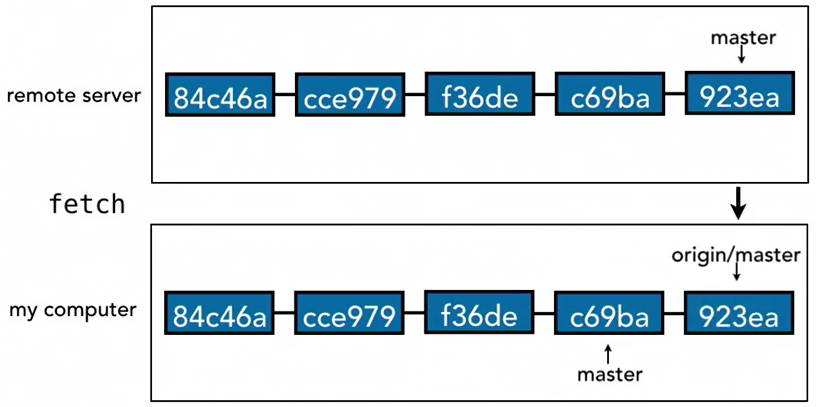 master
remote server
84c46a
cce979
f36de
c69ba
923ea
fetch
origin/master
my computer
84c46a
cce979
f36de
c69ba
923ea
master